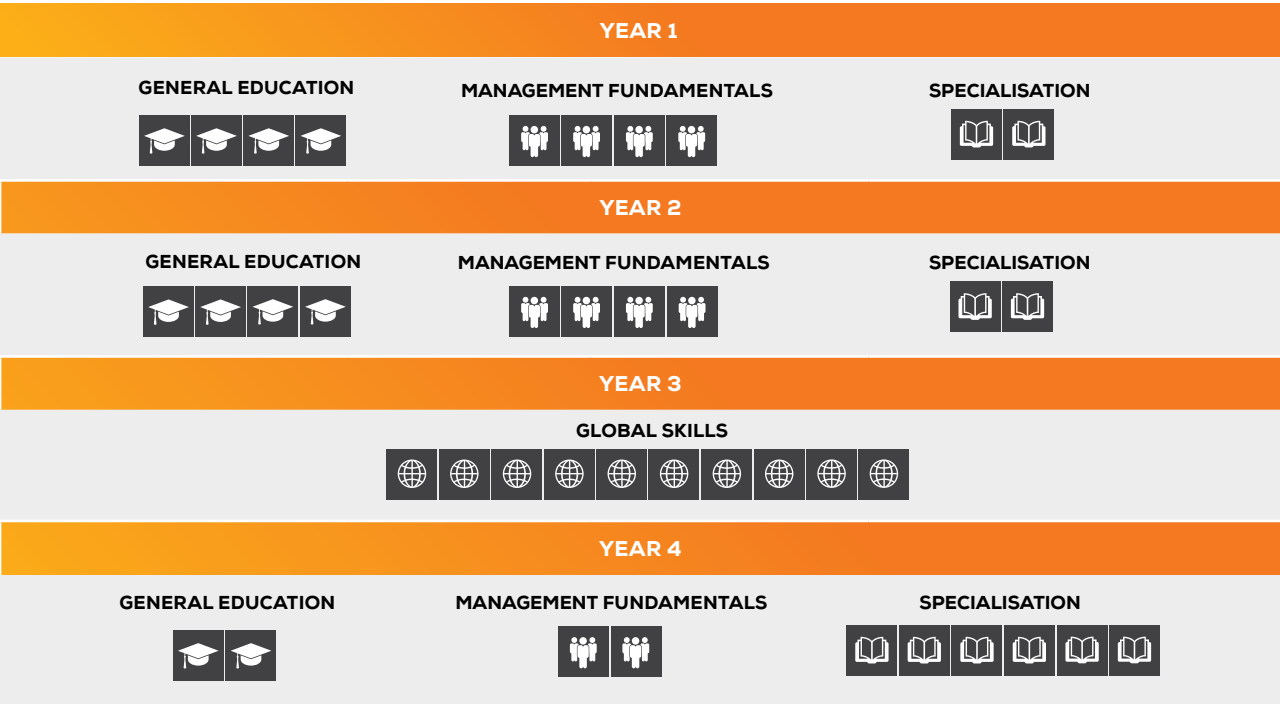 YEAR 1
GENERAL EDUCATION
MANAGEMENT FUNDAMENTALS
SPECIALISATION
YEAR 2
GENERAL EDUCATION
MANAGEMENT FUNDAMENTALS
SPECIALISATION
YEAR 3
GLOBAL SKILLS
YEAR 4
GENERAL EDUCATION
MANAGEMENT FUNDAMENTALS
SPECIALISATION